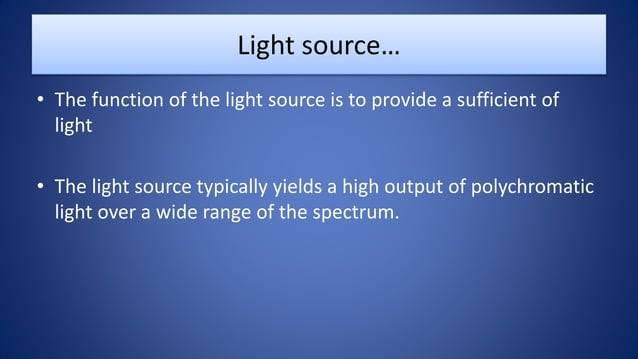 Light source…
• The function of the light source is to provide a sufficient of
light
• The light source typically yields a high output of polychromatic
light over a wide range of the spectrum.